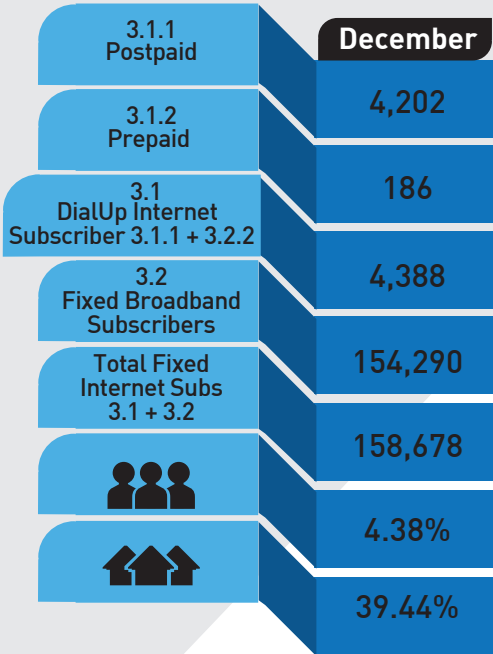 December
3.1.1
Postpaid
4,202
3.1.2
Prepaid
186
3.1
DialUp Internet
Subscriber 3.1.1 + 3.2.2
4,388
3.2
Fixed Broadband
Subscribers
154,290
Total Fixed
Internet Subs
3.1 + 3.2
158,678
4.38%
39.44%